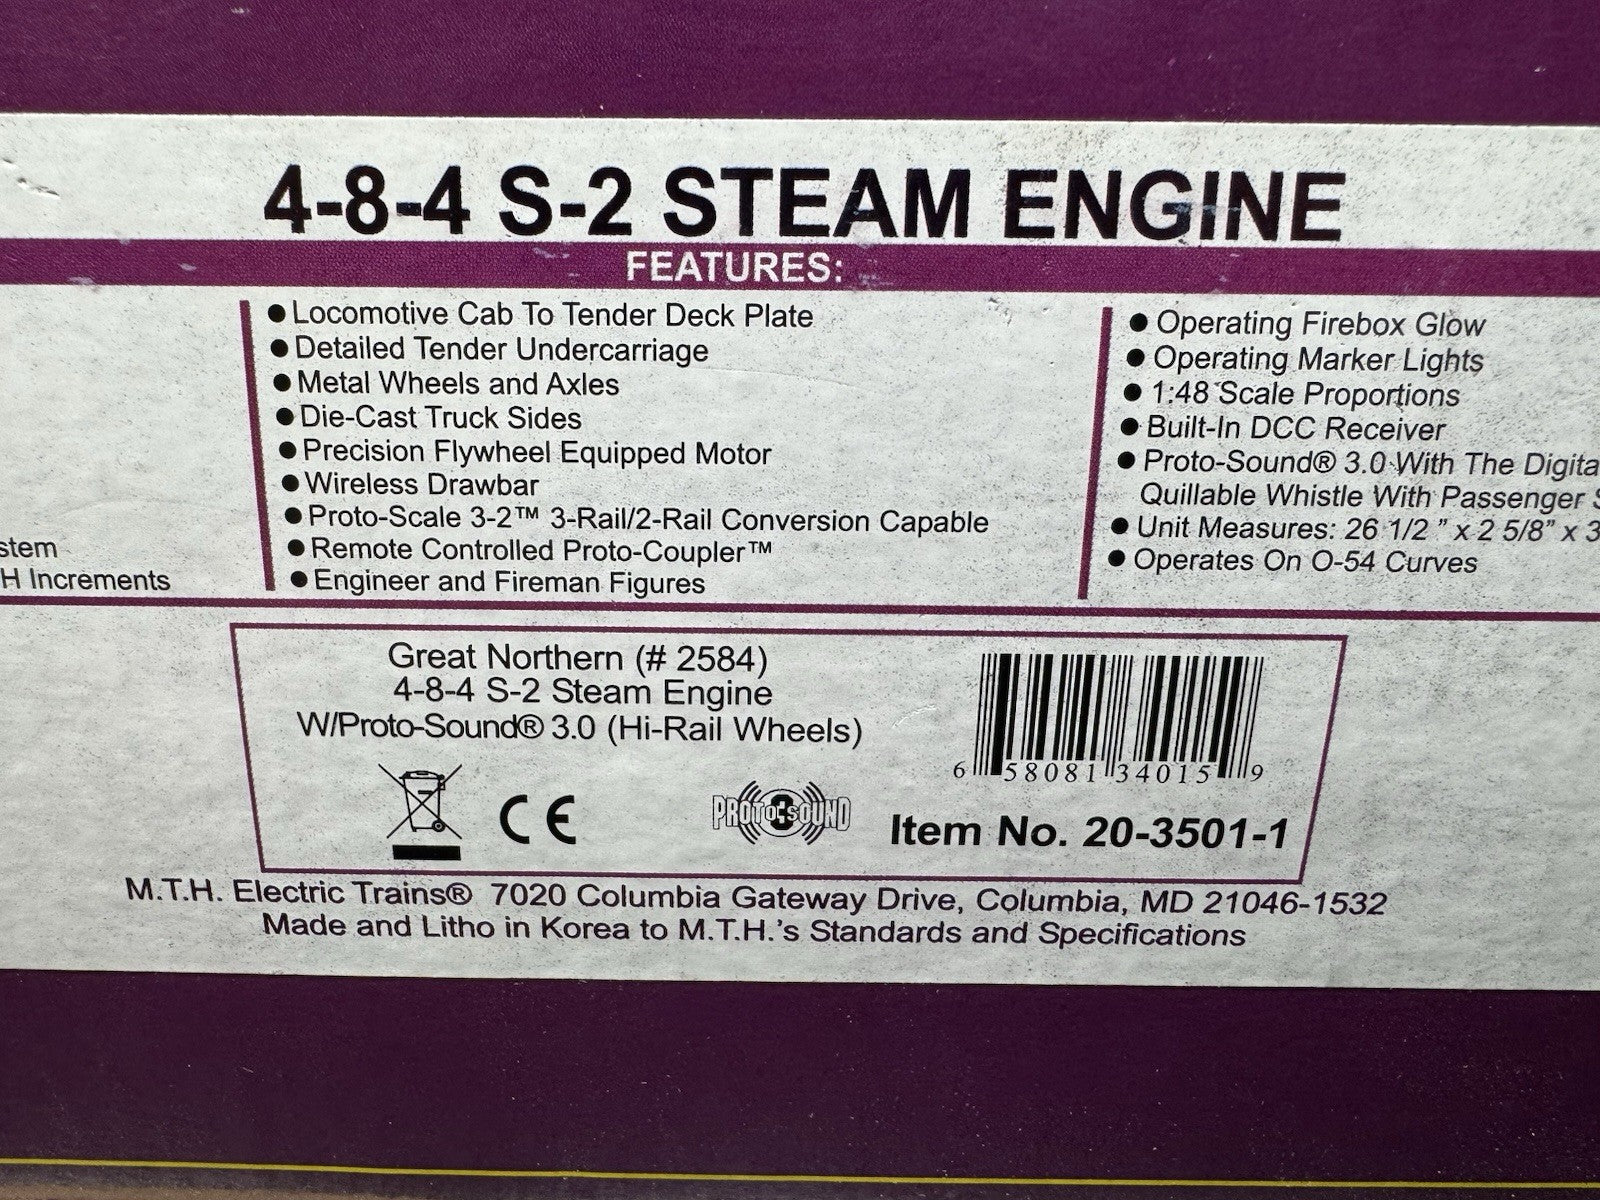 4-8-4 S-2 STEAM ENGINE
FEATURES:
H Increments
● Locomotive Cab To Tender Deck Plate
● Detailed Tender Undercarriage
● Metal Wheels and Axles
● Die-Cast Truck Sides
● Precision Flywheel Equipped Motor
● Wireless Drawbar
● Proto-Scale 3-2™ 3-Rail/2-Rail Conversion Capable
● Remote Controlled Proto-Coupler™
● Engineer and Fireman Figures
● Operating Firebox Glow
● Operating Marker Lights
● 1:48 Scale Proportions
● Built-In DCC Receiver
● Proto-Sound® 3.0 With The Digita
Quillable Whistle With Passenger S
● Unit Measures: 26 1/2 ” x 2 5/8” x 3
● Operates On O-54 Curves
Great Northern (# 2584)
4-8-4 S-2 Steam Engine
W/Proto-Sound® 3.0 (Hi-Rail Wheels)
6 58081 34015 9
CE
PROTO-SOUND 3
Item No. 20-3501-1
M.T.H. Electric Trains® 7020 Columbia Gateway Drive, Columbia, MD 21046-1532
Made and Litho in Korea to M.T.H.'s Standards and Specifications